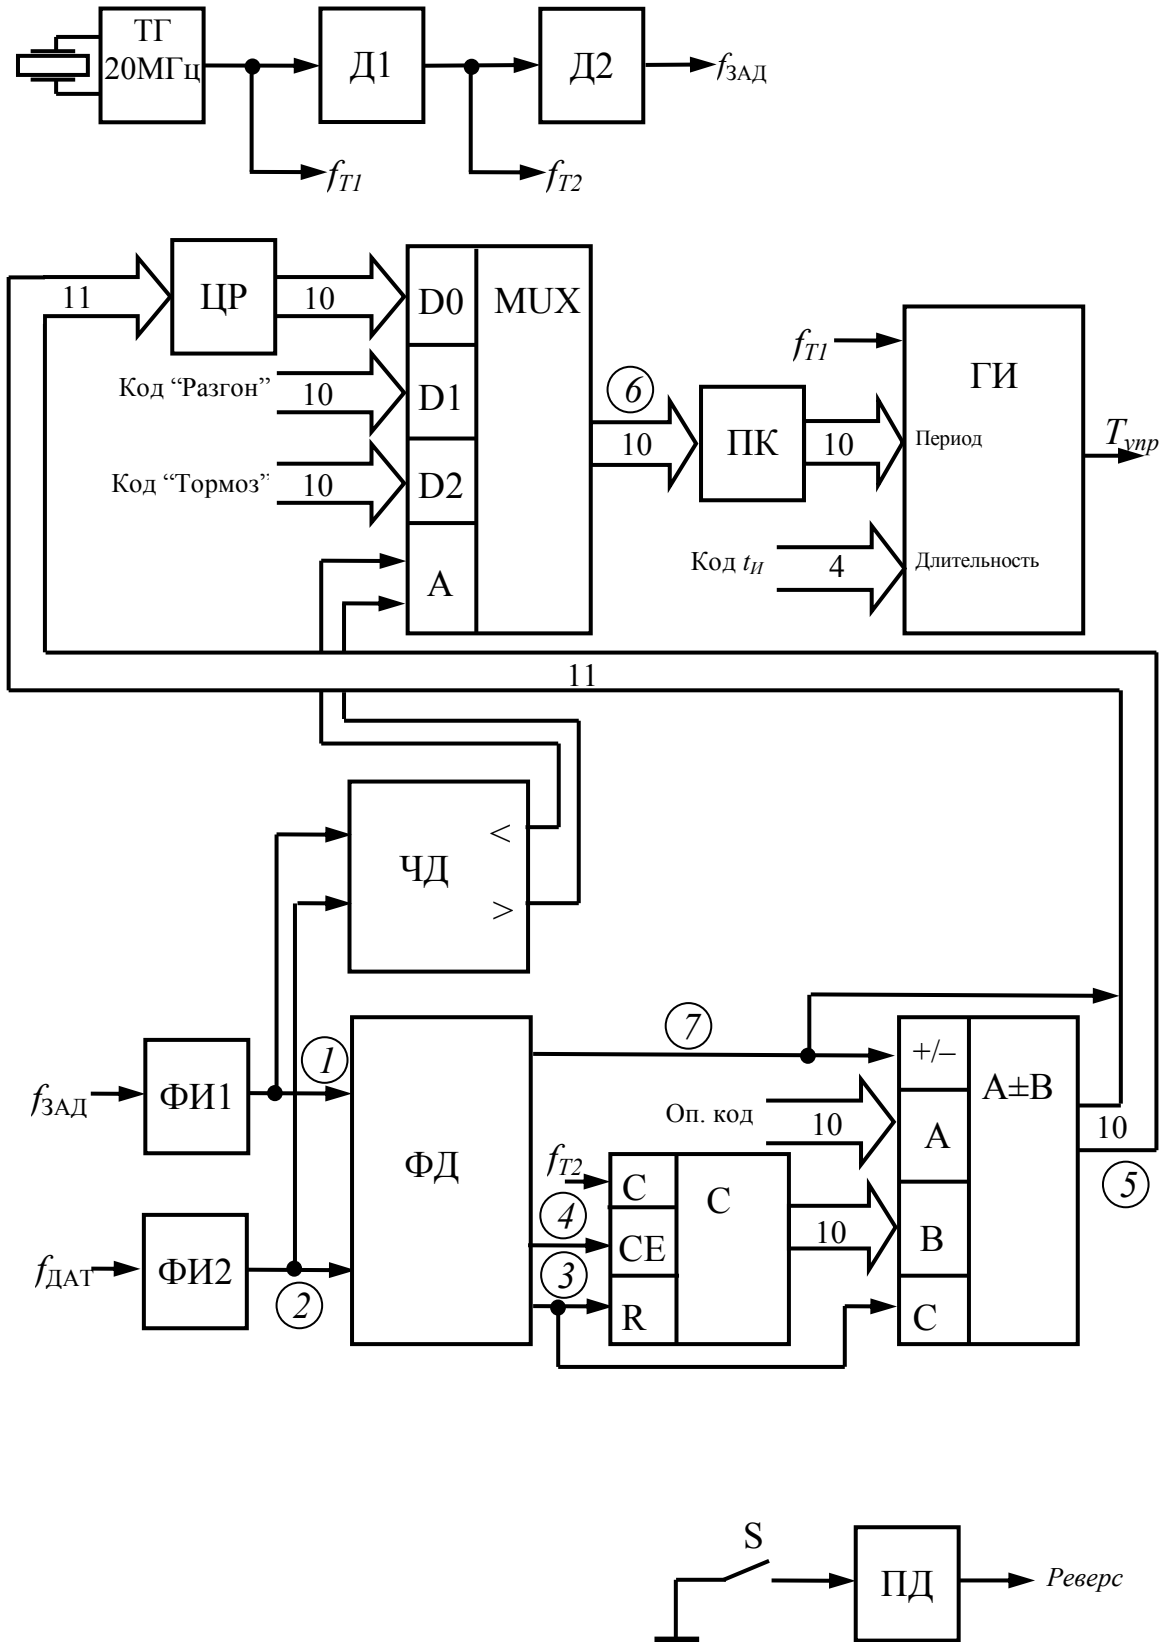 ТГ
20МГц
Д1
Д2
fЗАД
fT1
fT2
11
ЦР
10
D0
MUX
Код “Разгон”
10
D1
Код “Тормоз”
10
D2
A
6
10
ПК
10
fT1
ГИ
Период
Tупр
Код tИ
4
Длительность
11
ЧД
<
>
fЗАД
ФИ1
1
ФД
7
+/–
A±B
Оп. код
10
A
10
5
fT2
C
C
4
CE
10
B
3
R
C
fДАТ
ФИ2
2
S
ПД
Реверс